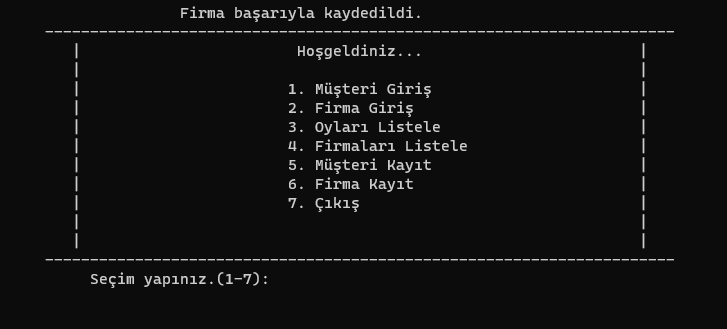 Firma başarıyla kaydedildi.
Hoşgeldiniz...
1. Müşteri Giriş
2. Firma Giriş
3. Oyları Listele
4. Firmaları Listele
5. Müşteri Kayıt
6. Firma Kayıt
7. Çıkış
Seçim yapınız.(1-7):